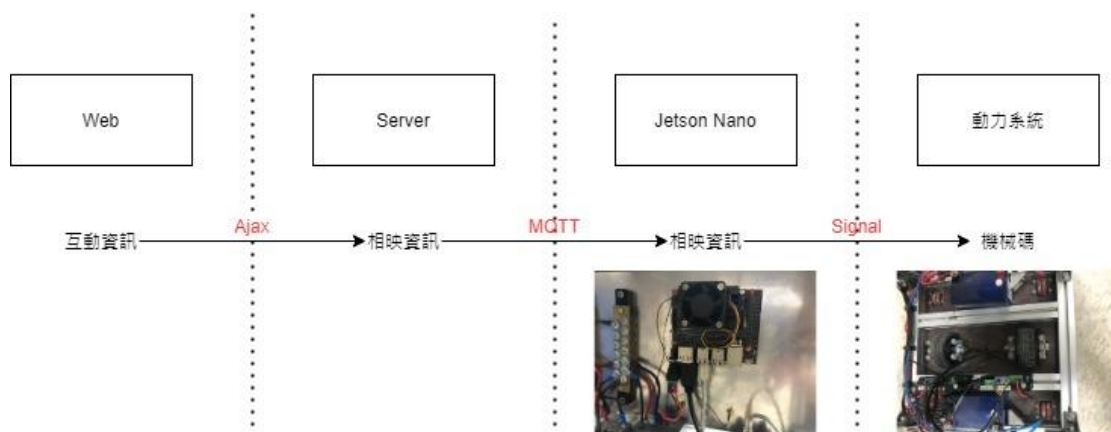 Web
Server
Jetson Nano
動力系統
互動資訊
Ajax
相映資訊
MQTT
相映資訊
Signal
機械碼